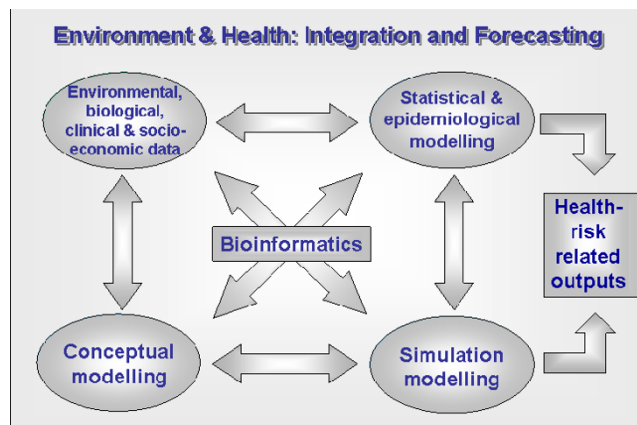 Environment & Health: Integration and Forecasting
Environmental,
biological,
clinical & socio-
economic data
Statistical &
epidemiological
modelling
Health-
risk
related
outputs
Bioinformatics
Conceptual
modelling
Simulation
modelling